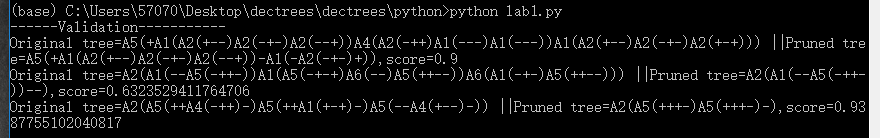 (base) C:\Users\57070\Desktop\dectrees\dectrees\python>python lab1.py
------Validation-----------
Original tree=A5(+A1(A2(+--)A2(-+-)A2(--+))A4(A2(-++)A1(---)A1(---))A1(A2(+--)A2(-+-)A2(+-+))) ||Pruned tre
e=A5(+A1(A2(+--)A2(-+-)A2(--+))-A1(-A2(-+-)+)),score=0.9
Original tree=A2(A1(--A5(-++-))A1(A5(-++-+)A6(--)A5(++--))A6(A1(-+-)A5(++--))) ||Pruned tree=A2(A1(--A5(-++-
))--),score=0.6323529411764706
Original tree=A2(A5(++A4(-++)-)A5(++A1(+-+)-)A5(--A4(+--)-)) ||Pruned tree=A2(A5(+++-)A5(+++-)-),score=0.93
87755102040817